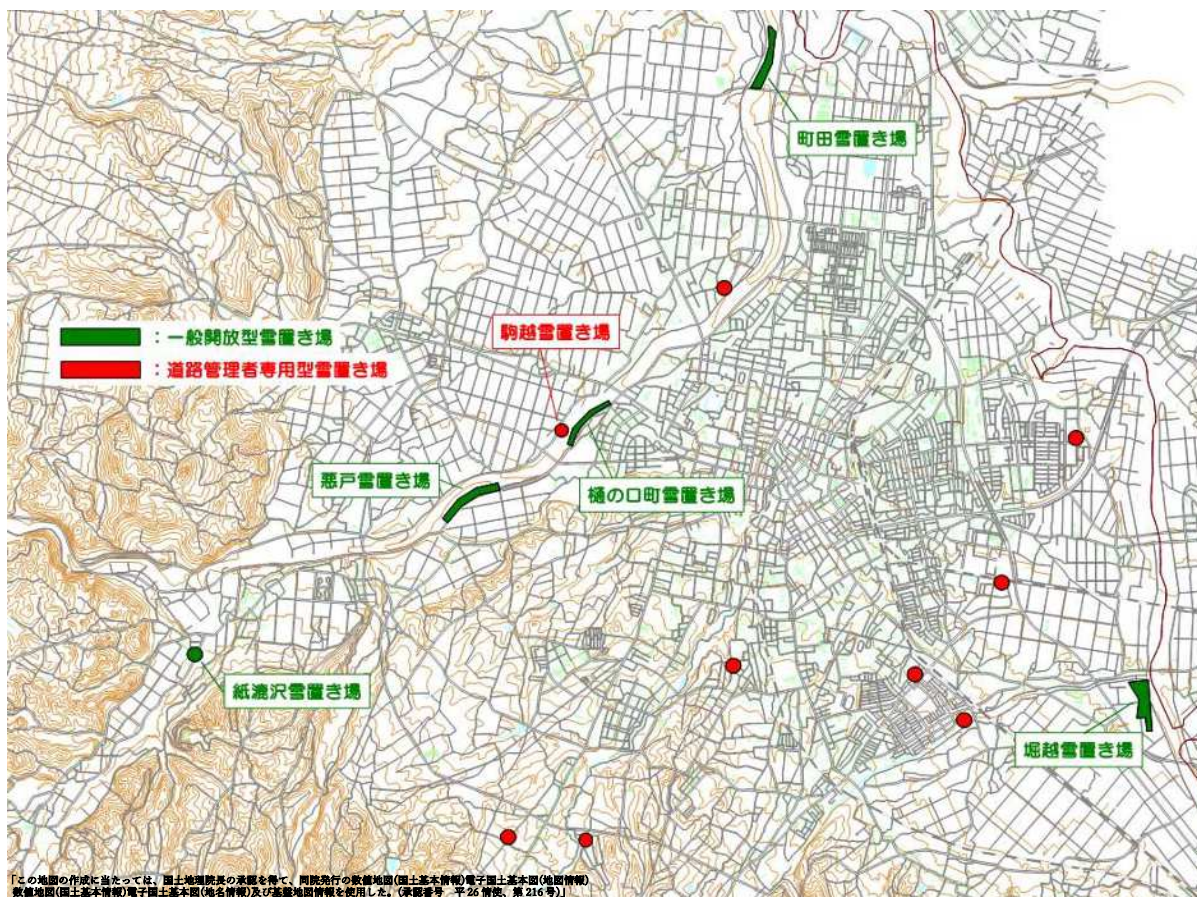 町田雪置き場
駒越雪置き場
：一般開放型雪置き場
：道路管理者専用型雪置き場
悪戸雪置き場
樋の口町雪置き場
紙漉沢雪置き場
堀越雪置き場
「この地図の作成に当たっては、国土地理院長の承認を得て、同院発行の数値地図(国土基本情報)電子国土基本図(地図情報)
数値地図(国土基本情報)電子国土基本図(地名情報)及び基盤地図情報を使用した。(承認番号　平 26 情使、第 216 号)」